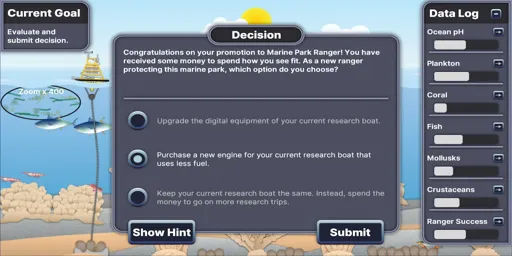 Current Goal
Evaluate and
submit decision.
Zoom x 400
Decision
Congratulations on your promotion to Marine Park Ranger! You have
received some money to spend how you see fit. As a new ranger
protecting this marine park, which option do you choose?
Upgrade the digital equipment of your current research boat.
Purchase a new engine for your current research boat that
uses less fuel.
Keep your current research boat the same. Instead, spend the
money to go on more research trips.
Show Hint
Submit
Data Log
Ocean pH
Plankton
Coral
Fish
Mollusks
Crustaceans
Ranger Success